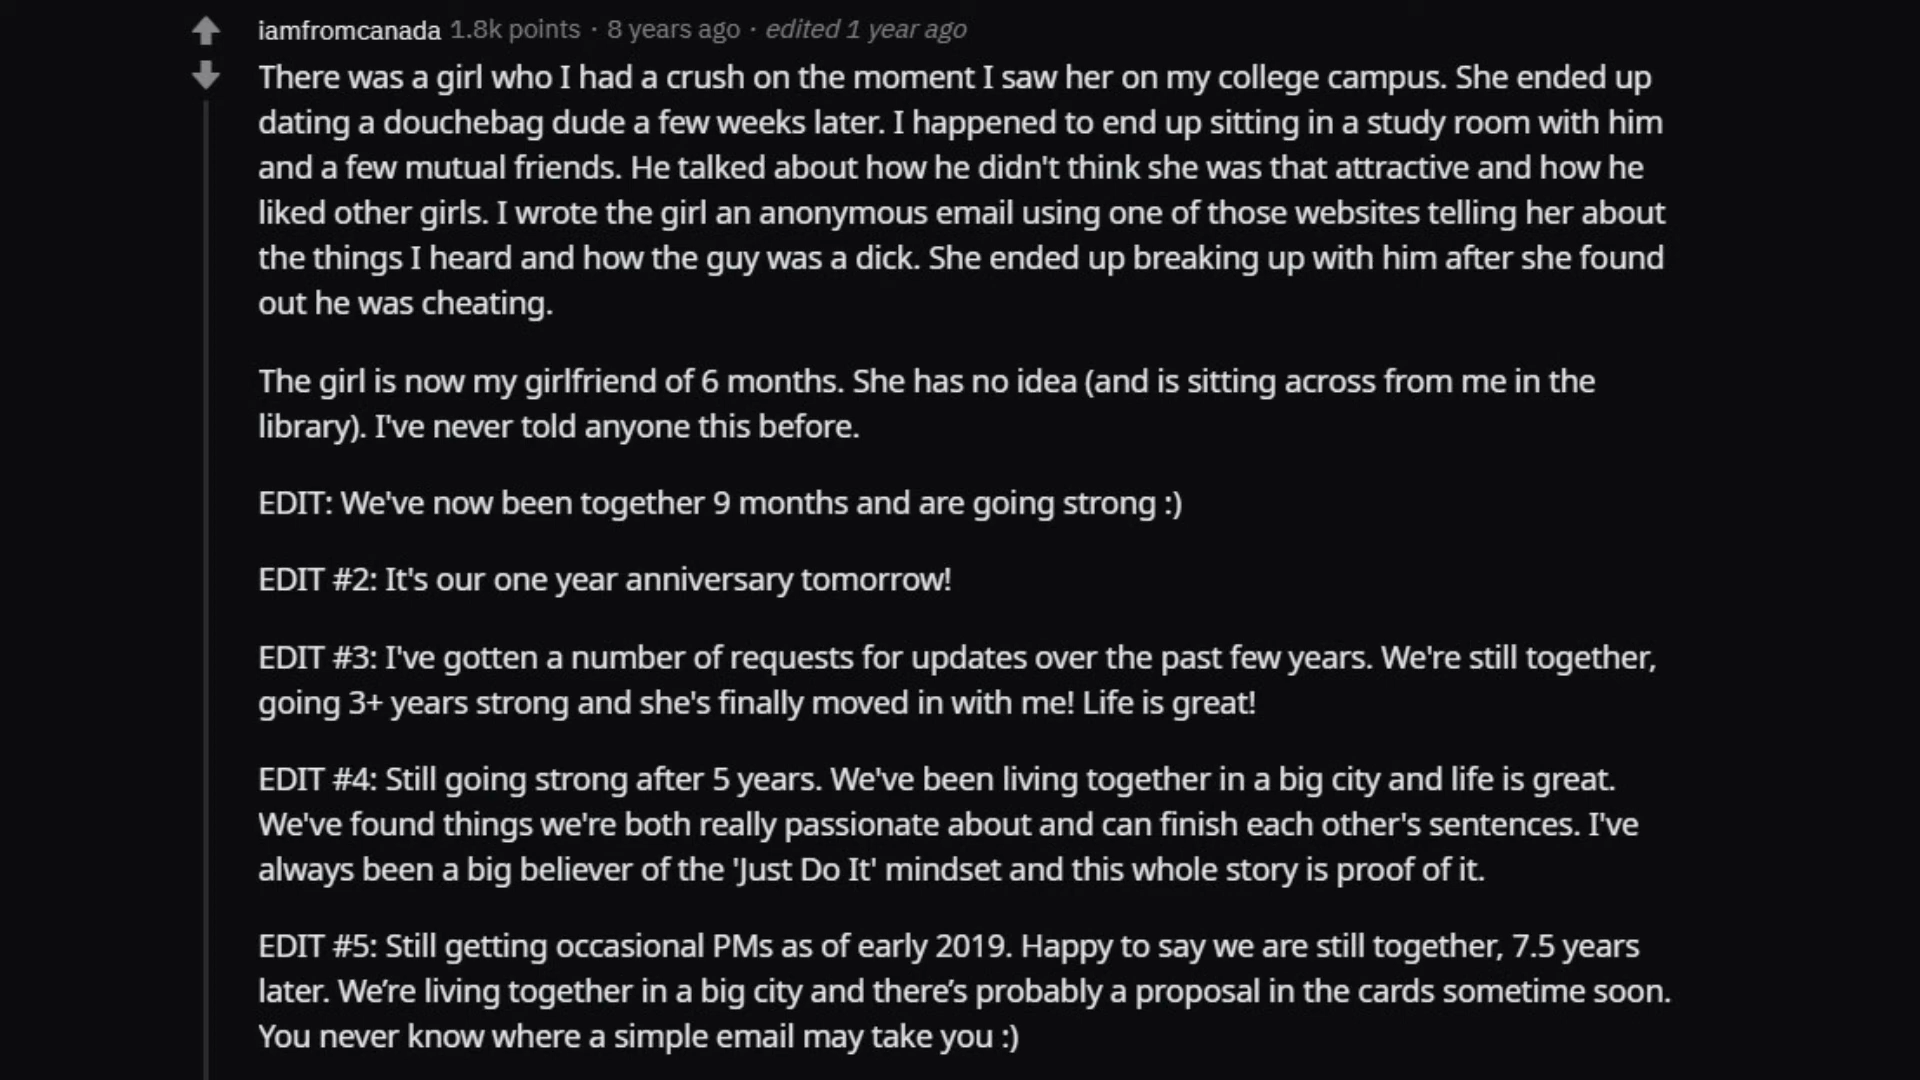 iamfromcanada 1.8k points · 8 years ago · edited 1 year ago
There was a girl who I had a crush on the moment I saw her on my college campus. She ended up
dating a douchebag dude a few weeks later. I happened to end up sitting in a study room with him
and a few mutual friends. He talked about how he didn't think she was that attractive and how he
liked other girls. I wrote the girl an anonymous email using one of those websites telling her about
the things I heard and how the guy was a dick. She ended up breaking up with him after she found
out he was cheating.
The girl is now my girlfriend of 6 months. She has no idea (and is sitting across from me in the
library). I've never told anyone this before.
EDIT: We've now been together 9 months and are going strong :)
EDIT #2: It's our one year anniversary tomorrow!
EDIT #3: I've gotten a number of requests for updates over the past few years. We're still together,
going 3+ years strong and she's finally moved in with me! Life is great!
EDIT #4: Still going strong after 5 years. We've been living together in a big city and life is great.
We've found things we're both really passionate about and can finish each other's sentences. I've
always been a big believer of the 'Just Do It' mindset and this whole story is proof of it.
EDIT #5: Still getting occasional PMs as of early 2019. Happy to say we are still together, 7.5 years
later. We’re living together in a big city and there’s probably a proposal in the cards sometime soon.
You never know where a simple email may take you :)